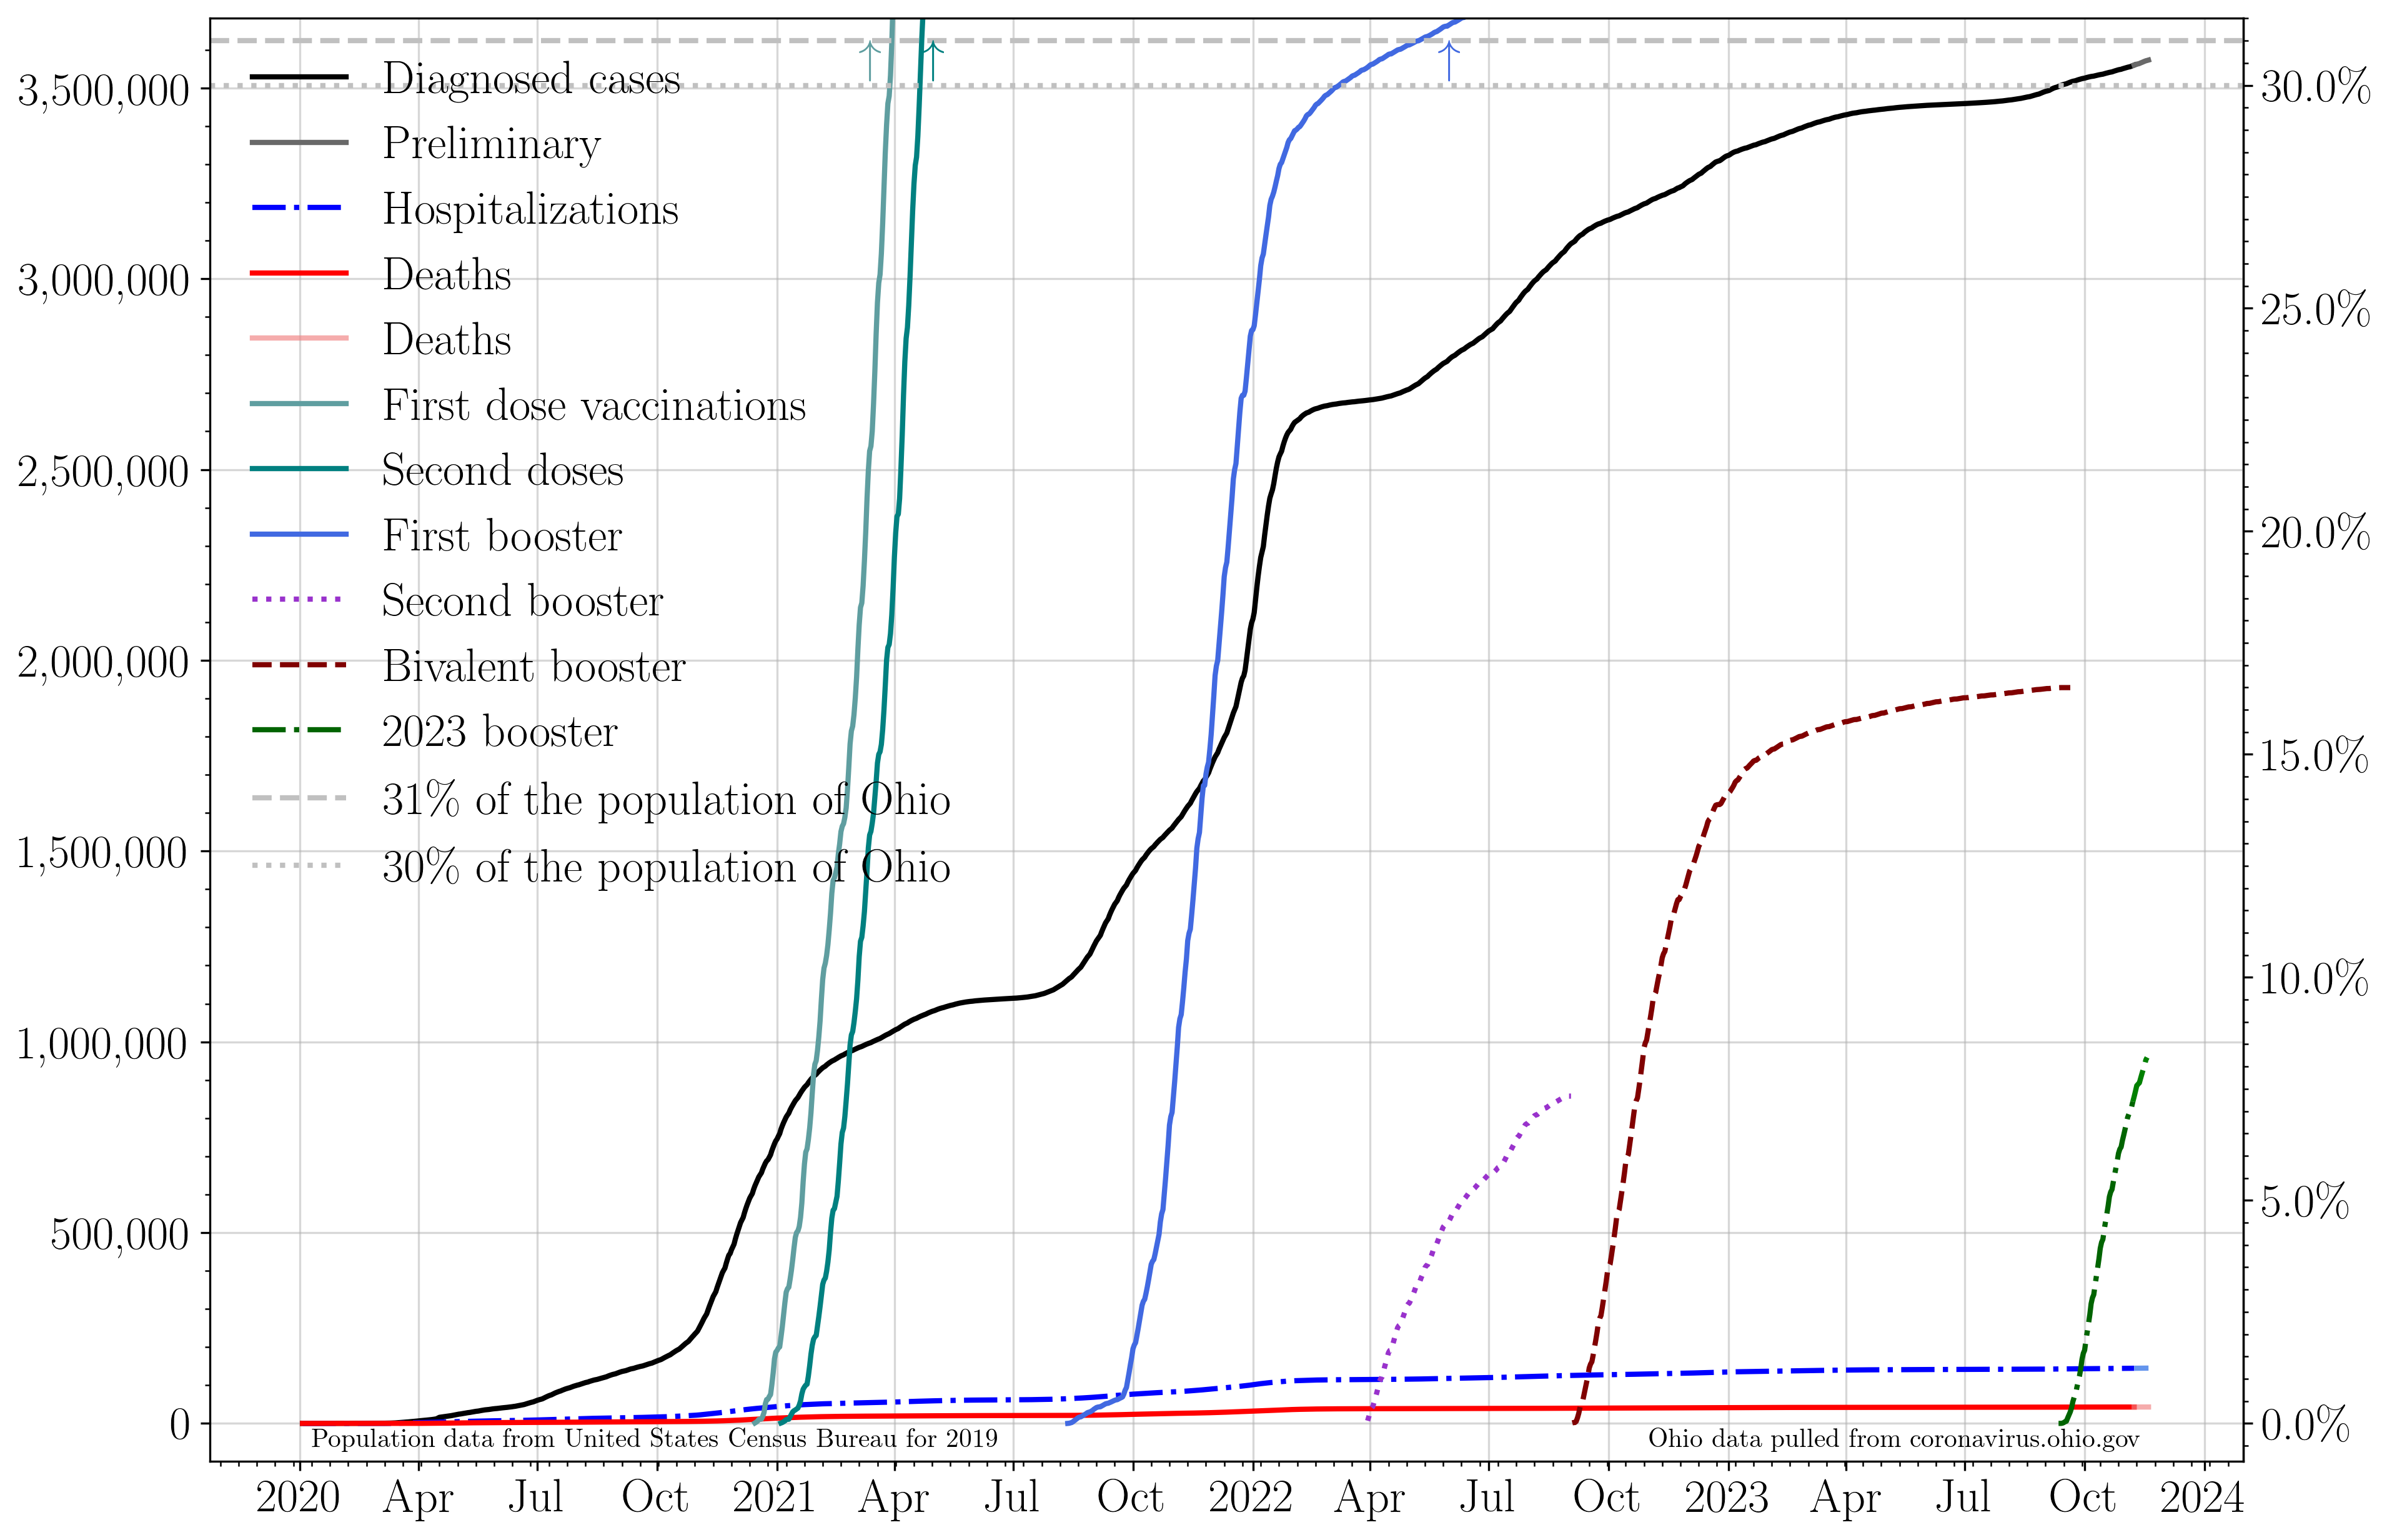 3,500,000
3,000,000
2,500,000
2,000,000
1,500,000
1,000,000
500,000
0
Diagnosed cases
Preliminary
Hospitalizations
Deaths
Deaths
First dose vaccinations
Second doses
First booster
Second booster
Bivalent booster
2023 booster
31% of the population of Ohio
30% of the population of Ohio
30.0%
25.0%
20.0%
15.0%
10.0%
5.0%
0.0%
Population data from United States Census Bureau for 2019
Ohio data pulled from coronavirus.ohio.gov
2020 Apr Jul Oct 2021 Apr Jul Oct 2022 Apr Jul Oct 2023 Apr Jul Oct 2024